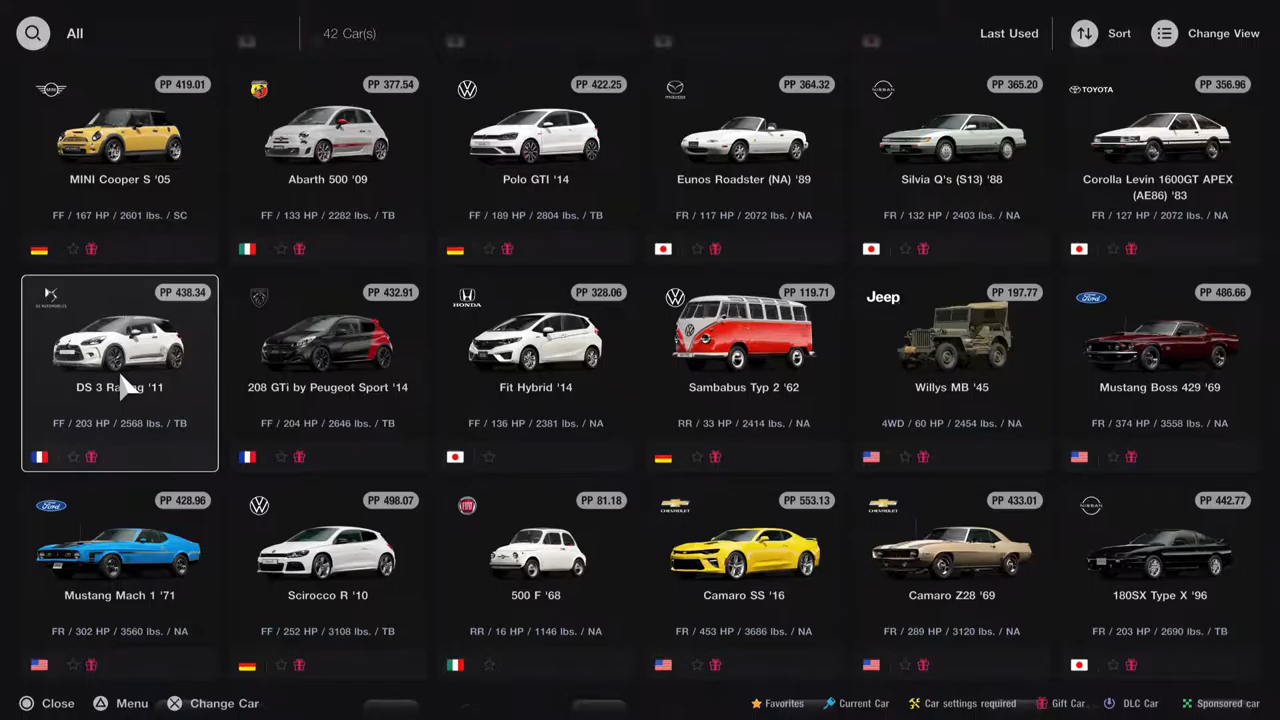 All
42 Car(s)
Last Used
Sort
Change View
PP 419.01
MINI Cooper S '05
FF / 167 HP / 2601 lbs. / SC
PP 377.54
Abarth 500 '09
FF / 133 HP / 2282 lbs. / TB
PP 422.25
Polo GTI '14
FF / 189 HP / 2804 lbs. / TB
mazda
PP 364.32
Eunos Roadster (NA) '89
FR / 117 HP / 2072 lbs. / NA
NISSAN
PP 365.20
Silvia Q's (S13) '88
FR / 132 HP / 2403 lbs. / NA
TOYOTA
PP 356.96
Corolla Levin 1600GT APEX
(AE86) '83
FR / 127 HP / 2072 lbs. / NA
DS AUTOMOBILES
PP 438.34
DS 3 Ra ng '11
FF / 203 HP / 2568 lbs. / TB
PP 432.91
208 GTi by Peugeot Sport '14
FF / 204 HP / 2646 lbs. / TB
HONDA
PP 328.06
Fit Hybrid '14
FF / 136 HP / 2381 lbs. / NA
PP 119.71
Sambabus Typ 2 '62
RR / 33 HP / 2414 lbs. / NA
Jeep
PP 197.77
Willys MB '45
4WD / 60 HP / 2454 lbs. / NA
Ford
PP 486.66
Mustang Boss 429 '69
FR / 374 HP / 3558 lbs. / NA
Ford
PP 428.96
Mustang Mach 1 '71
FR / 302 HP / 3560 lbs. / NA
PP 498.07
Scirocco R '10
FF / 252 HP / 3108 lbs. / TB
FIAT
PP 81.18
500 F '68
RR / 16 HP / 1146 lbs. / NA
CHEVROLET
PP 553.13
Camaro SS '16
FR / 453 HP / 3686 lbs. / NA
CHEVROLET
PP 433.01
Camaro Z28 '69
FR / 289 HP / 3120 lbs. / NA
NISSAN
PP 442.77
180SX Type X '96
FR / 203 HP / 2690 lbs. / TB
Close
Menu
Change Car
Favorites
Current Car
Car settings required
Gift Car
DLC Car
Sponsored car